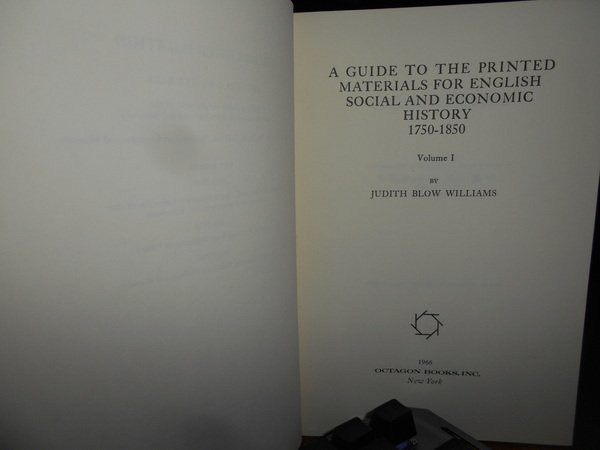 A GUIDE TO THE PRINTED
MATERIALS FOR ENGLISH
SOCIAL AND ECONOMIC
HISTORY
1750-1850
Volume I
BY
JUDITH BLOW WILLIAMS
1966
OCTAGON BOOKS, INC.
New York